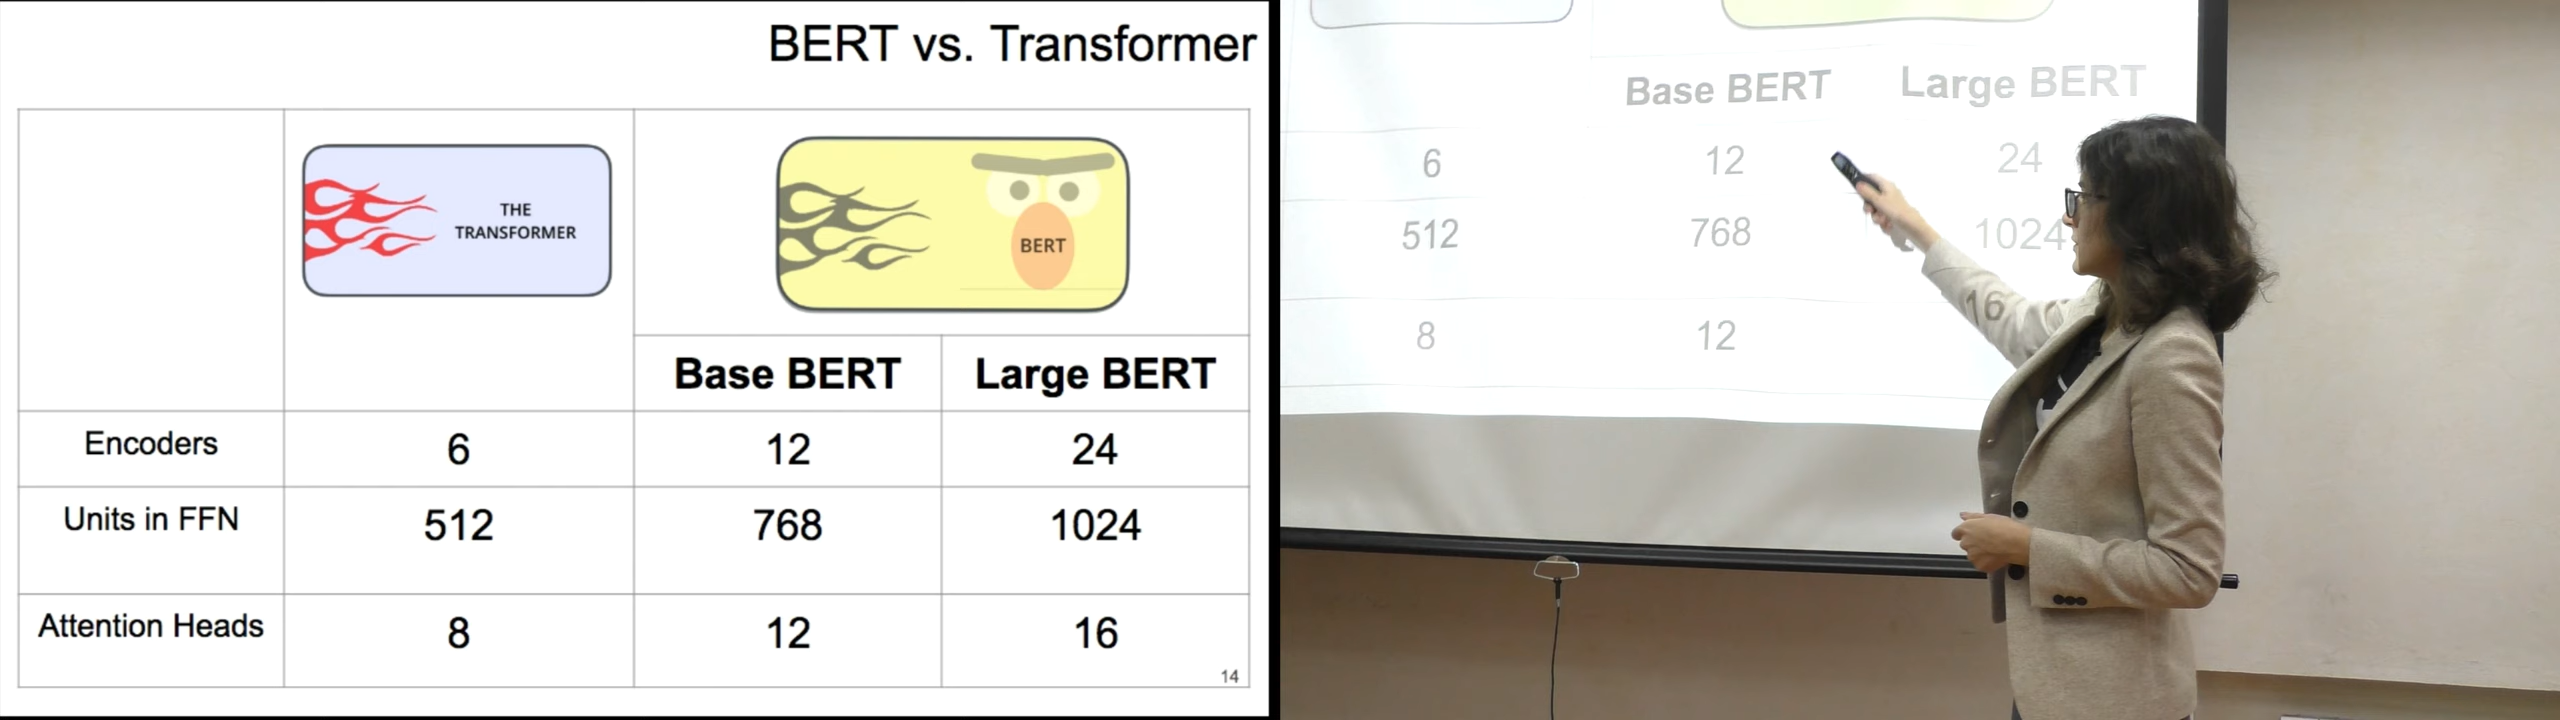 BERT vs. Transformer
THE
TRANSFORMER
BERT
Base BERT
Large BERT
Encoders
6
12
24
Units in FFN
512
768
1024
Attention Heads
8
12
16
14
Base BERT
Large BERT
6
12
24
512
768
1024
8
12
16